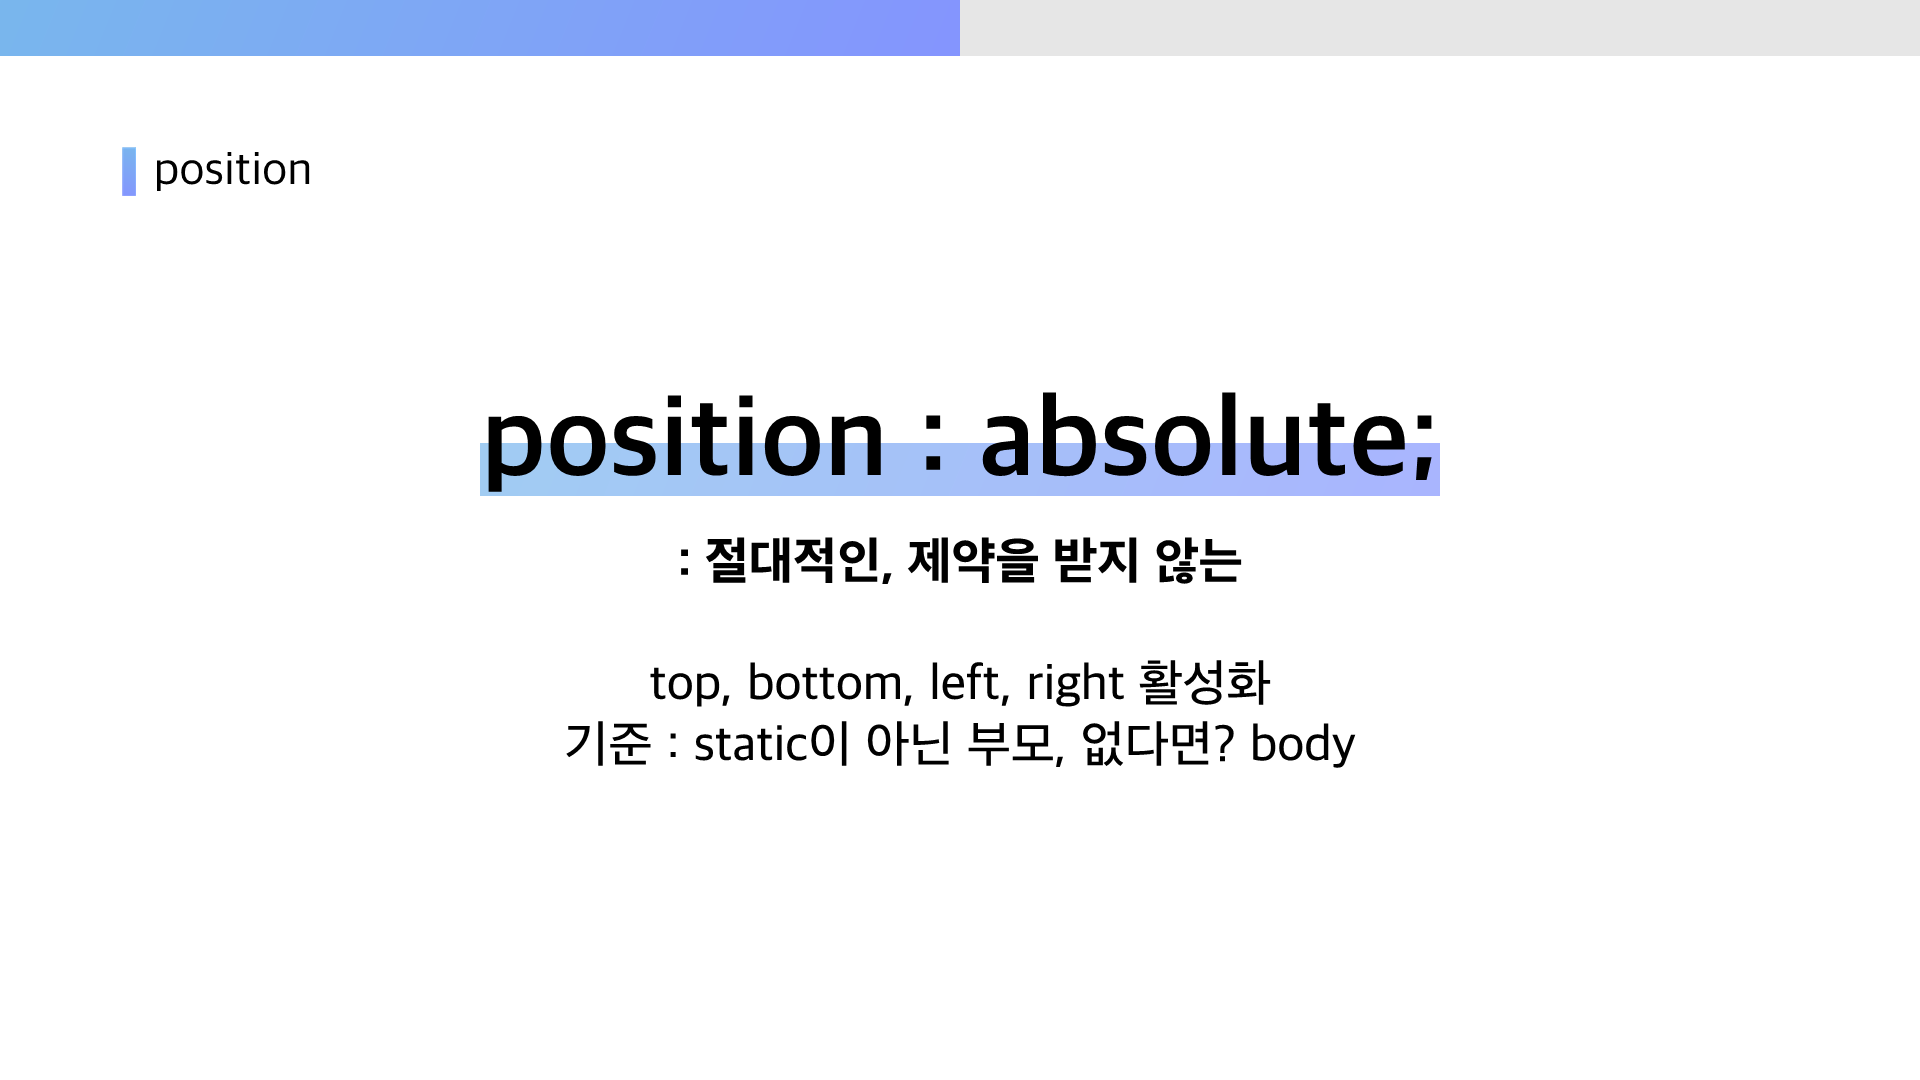 position
position : absolute;
: 절대적인, 제약을 받지 않는
top, bottom, left, right 활성화
기준 : static이 아닌 부모, 없다면? body